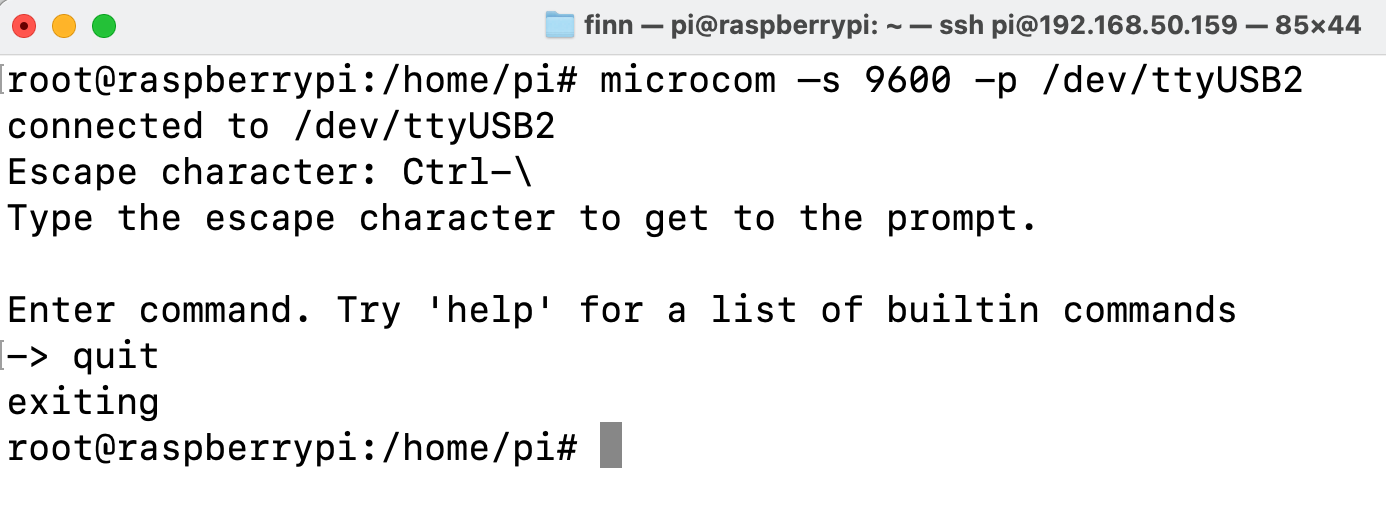 finn — pi@raspberrypi: ~ — ssh pi@192.168.50.159 — 85×44
root@raspberrypi:/home/pi# microcom -s 9600 -p /dev/ttyUSB2
connected to /dev/ttyUSB2
Escape character: Ctrl-\
Type the escape character to get to the prompt.
Enter command. Try 'help' for a list of builtin commands
-> quit
exiting
root@raspberrypi:/home/pi#